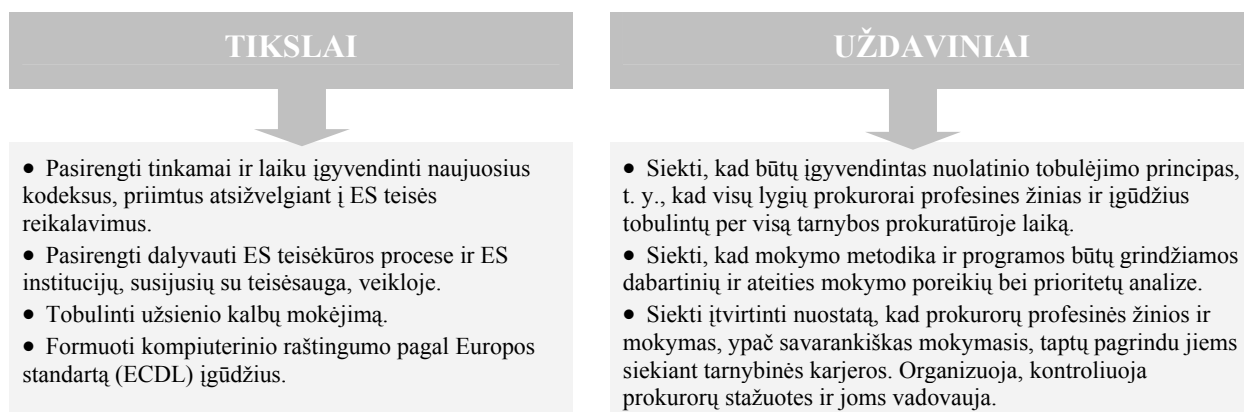 TIKSLAI
• Pasirengti tinkamai ir laiku įgyvendinti naujuosius
kodeksus, priimtus atsižvelgiant į ES teisės
reikalavimus.
• Pasirengti dalyvauti ES teisėkūros procese ir ES
institucijų, susijusių su teisėsauga, veikloje.
• Tobulinti užsienio kalbų mokėjimą.
• Formuoti kompiuterinio raštingumo pagal Europos
standartą (ECDL) įgūdžius.
UŽDAVINIAI
• Siekti, kad būtų įgyvendintas nuolatinio tobulėjimo principas,
t. y., kad visų lygių prokurorai profesines žinias ir įgūdžius
tobulintų per visą tarnybos prokuratūroje laiką.
• Siekti, kad mokymo metodika ir programos būtų grindžiamos
dabartinių ir ateities mokymo poreikių bei prioritetų analize.
• Siekti įtvirtinti nuostatą, kad prokurorų profesinės žinios ir
mokymas, ypač savarankiškas mokymasis, taptų pagrindu jiems
siekiant tarnybinės karjeros. Organizuoja, kontroliuoja
prokurorų stažuotes ir joms vadovauja.